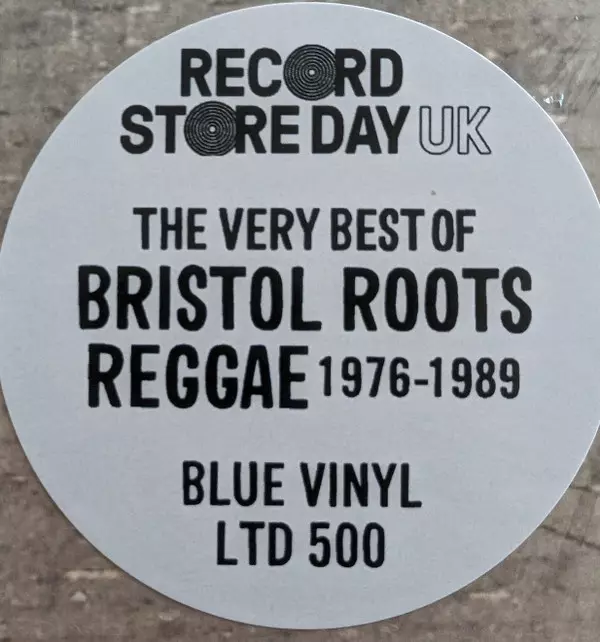 RECORD
STORE DAY UK
THE VERY BEST OF
BRISTOL ROOTS
REGGAE 1976-1989
BLUE VINYL
LTD 500